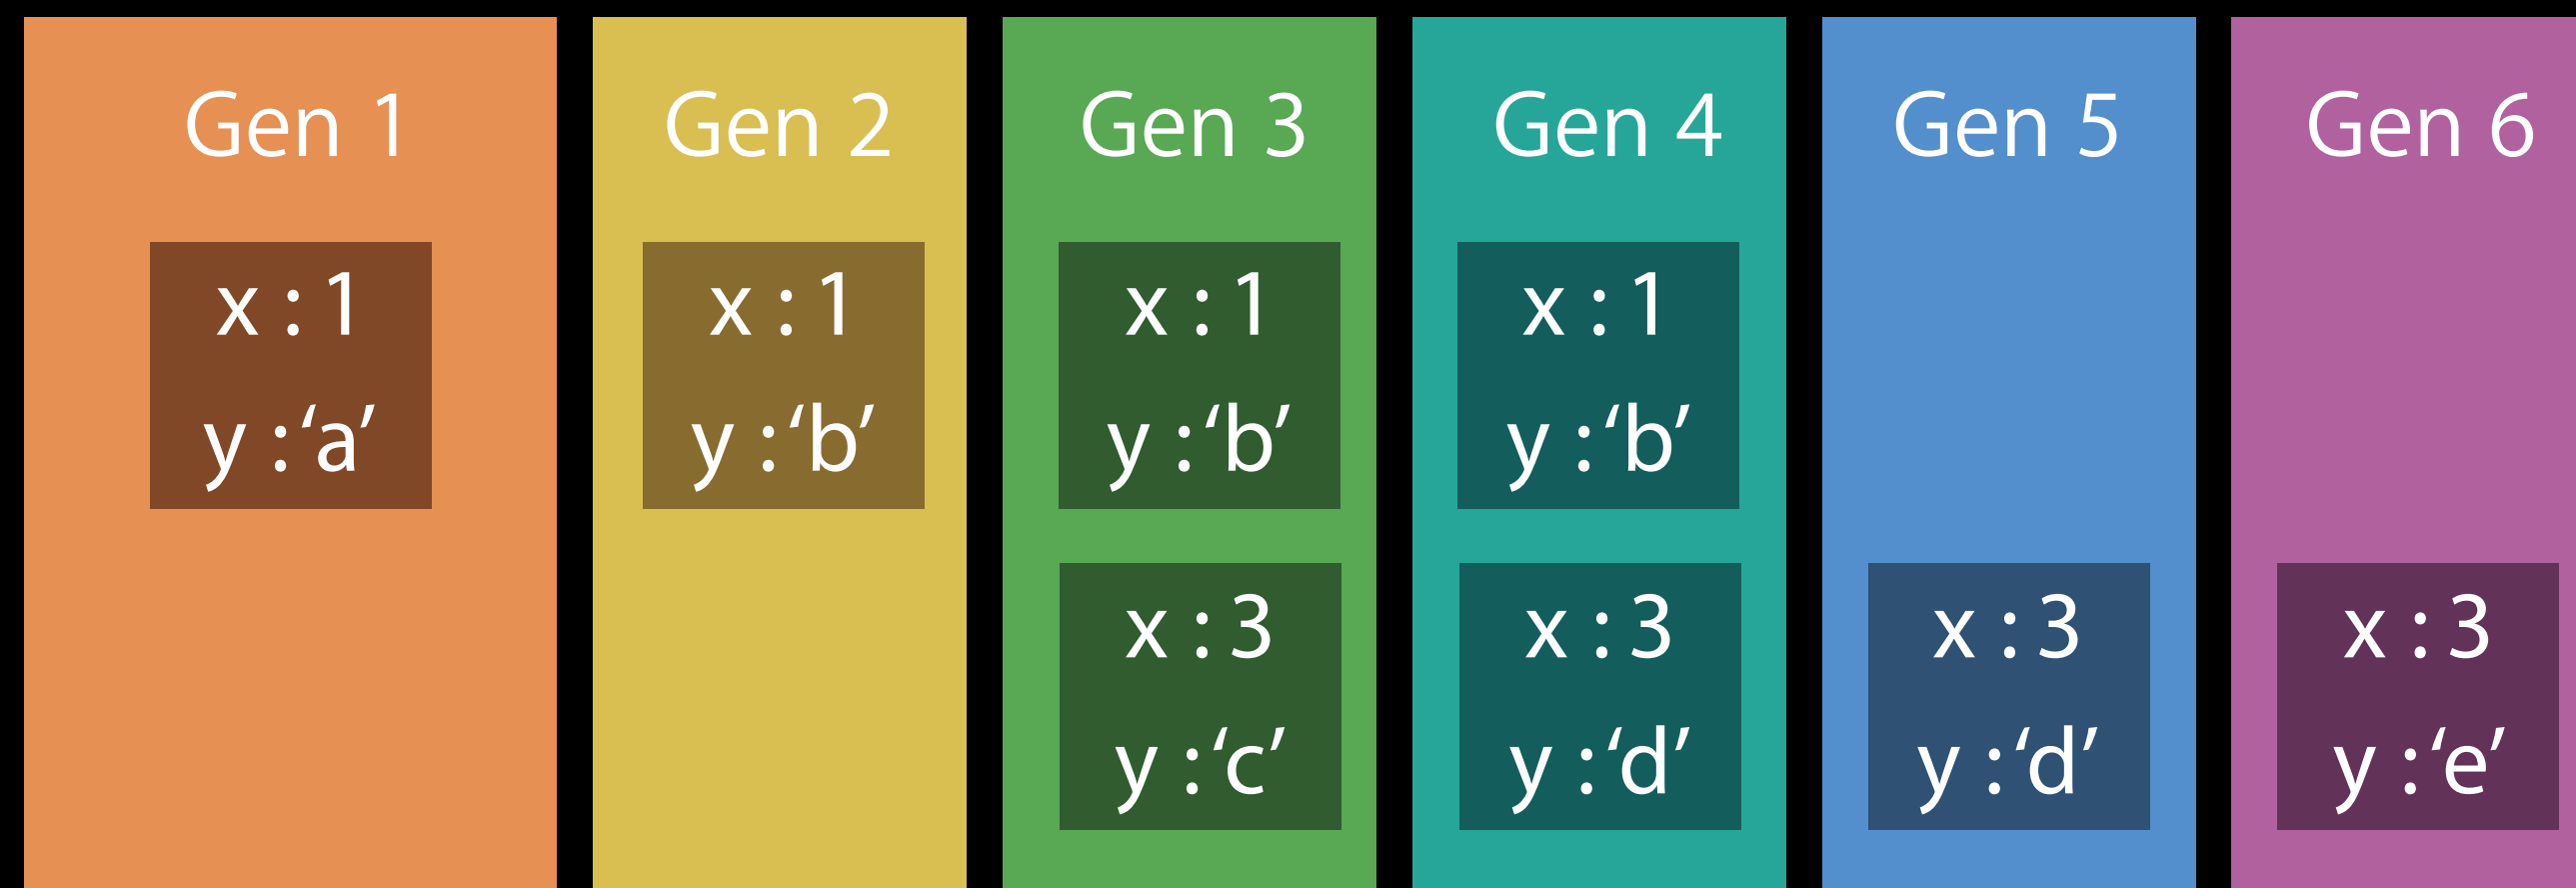 Gen 1
x : 1
y : ‘a’
Gen 2
x : 1
y : ‘b’
Gen 3
x : 1
y : ‘b’
x : 3
y : ‘c’
Gen 4
x : 1
y : ‘b’
x : 3
y : ‘d’
Gen 5
x : 3
y : ‘d’
Gen 6
x : 3
y : ‘e’